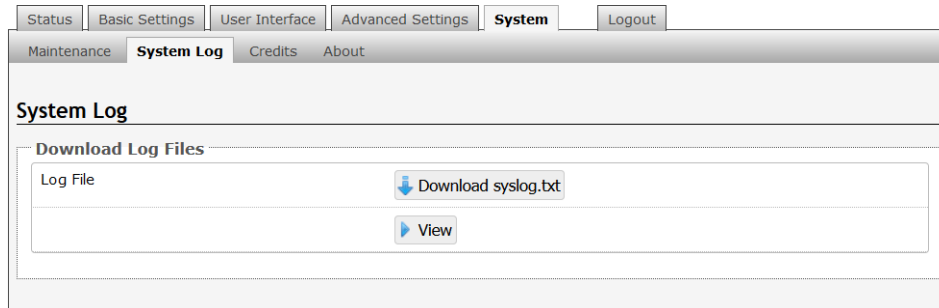 Status Basic Settings User Interface Advanced Settings System Logout
Maintenance System Log Credits About
System Log
Download Log Files
Log File Download syslog.txt
View